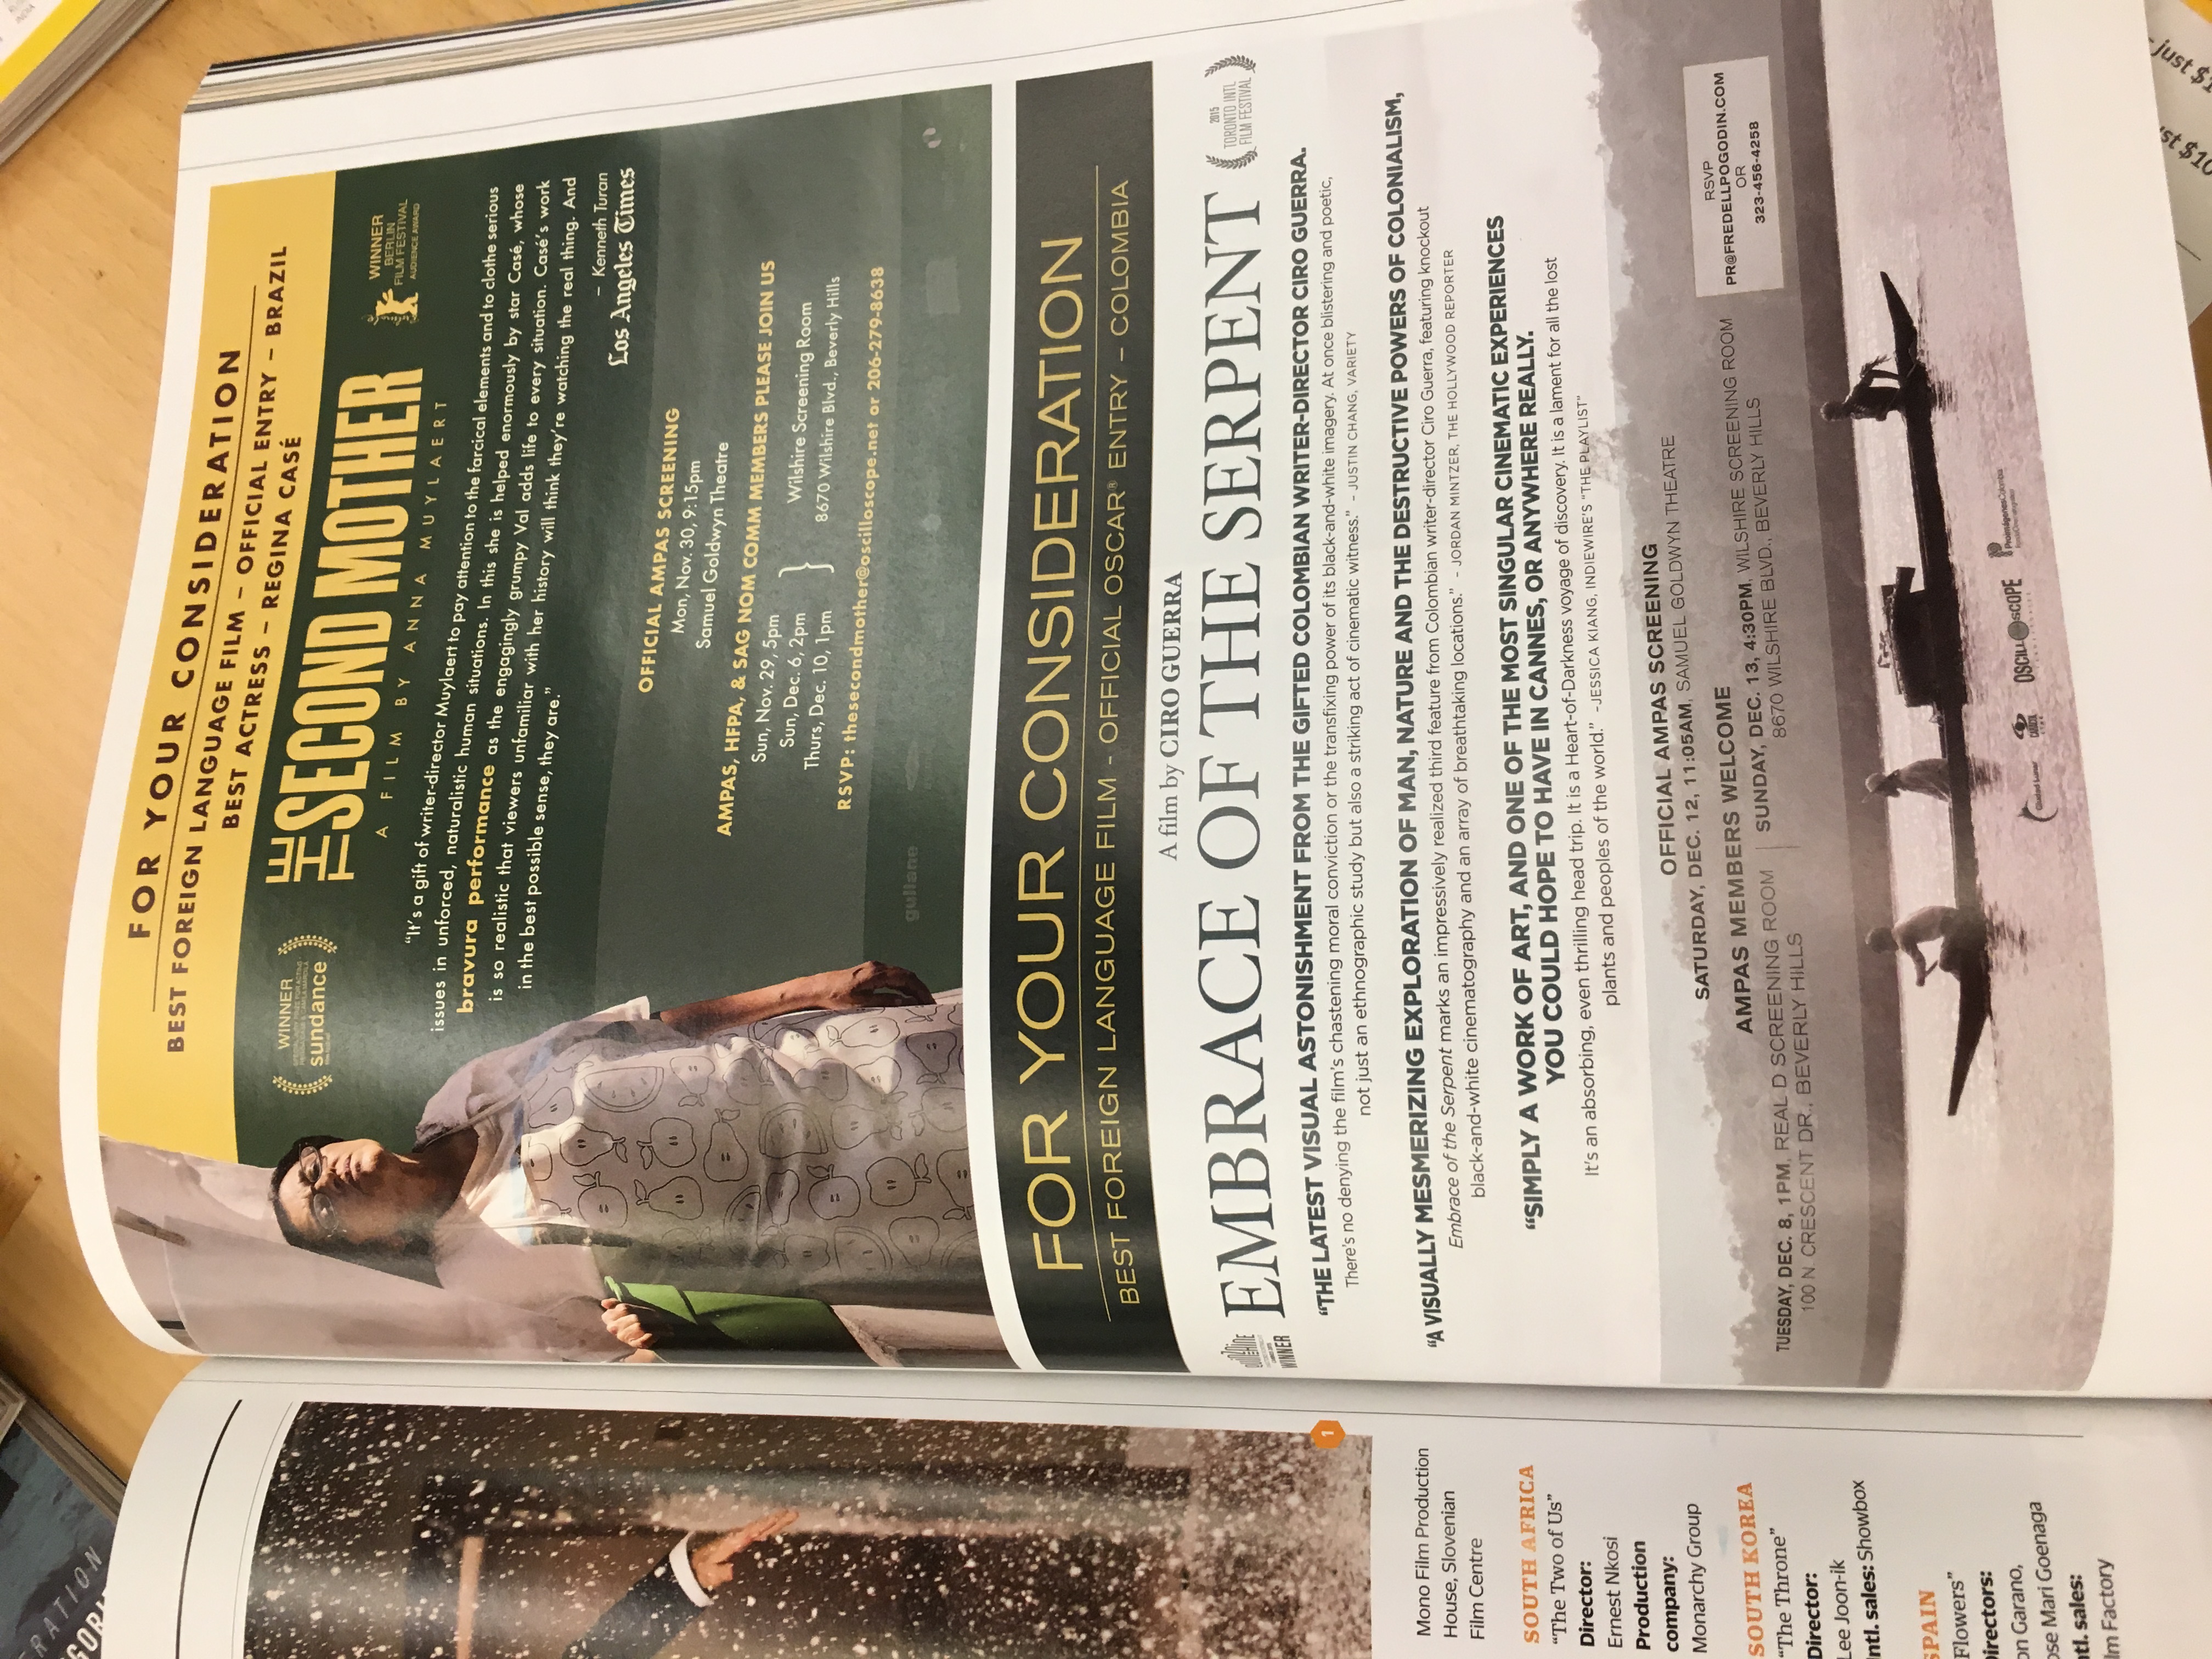 RATION
FOR YOUR CONSIDERATION
BEST FOREIGN LANGUAGE FILM – OFFICIAL ENTRY – BRAZIL
BEST ACTRESS – REGINA CASÉ
WINNER
SPECIAL JURY PRIZE FOR ACTING
sundance
THE SECOND MOTHER
A FILM BY ANNA MUYLAERT
WINNER
BERLIN
FILM FESTIVAL
AUDIENCE AWARD
“It’s a gift of writer-director Muylaert to pay attention to the farcical elements and to clothe serious
issues in unforced, naturalistic human situations. In this she is helped enormously by star Casé, whose
bravura performance as the engagingly grumpy Val adds life to every situation. Casé’s work
is so realistic that viewers unfamiliar with her history will think they’re watching the real thing. And
in the best possible sense, they are.”
– Kenneth Turan
Los Angeles Times
OFFICIAL AMPAS SCREENING
Mon, Nov. 30, 9:15pm
Samuel Goldwyn Theatre
AMPAS, HFPA, & SAG NOM COMM MEMBERS PLEASE JOIN US
Sun, Nov. 29, 5pm
Sun, Dec. 6, 2pm
Thurs, Dec. 10, 1pm
Wilshire Screening Room
8670 Wilshire Blvd., Beverly Hills
RSVP: thesecondmother@oscilloscope.net or 206-279-8638
gullane
FOR YOUR CONSIDERATION
BEST FOREIGN LANGUAGE FILM - OFFICIAL OSCAR® ENTRY – COLOMBIA
A film by CIRO GUERRA
EMBRACE OF THE SERPENT
WINNER
2015
TORONTO INTL
FILM FESTIVAL
“THE LATEST VISUAL ASTONISHMENT FROM THE GIFTED COLOMBIAN WRITER-DIRECTOR CIRO GUERRA.
There’s no denying the film’s chastening moral conviction or the transfixing power of its black-and-white imagery. At once blistering and poetic,
not just an ethnographic study but also a striking act of cinematic witness.” - JUSTIN CHANG, VARIETY
“A VISUALLY MESMERIZING EXPLORATION OF MAN, NATURE AND THE DESTRUCTIVE POWERS OF COLONIALISM,
Embrace of the Serpent marks an impressively realized third feature from Colombian writer-director Ciro Guerra, featuring knockout
black-and-white cinematography and an array of breathtaking locations.” - JORDAN MINTZER, THE HOLLYWOOD REPORTER
“SIMPLY A WORK OF ART, AND ONE OF THE MOST SINGULAR CINEMATIC EXPERIENCES
YOU COULD HOPE TO HAVE IN CANNES, OR ANYWHERE REALLY.
It’s an absorbing, even thrilling head trip. It is a Heart-of-Darkness voyage of discovery. It is a lament for all the lost
plants and peoples of the world.” -JESSICA KIANG, INDIEWIRE’S “THE PLAYLIST”
OFFICIAL AMPAS SCREENING
SATURDAY, DEC. 12, 11:05AM, SAMUEL GOLDWYN THEATRE
AMPAS MEMBERS WELCOME
TUESDAY, DEC. 8, 1PM, REAL D SCREENING ROOM
100 N. CRESCENT DR., BEVERLY HILLS
SUNDAY, DEC. 13, 4:30PM, WILSHIRE SCREENING ROOM
8670 WILSHIRE BLVD., BEVERLY HILLS
RSVP
PR@FREDELLPOGODIN.COM
OR
323-456-4258
Ciudad Lunar
CARACOL
CINE
OSCILLOSCOPE
ProimágenesColombia
1
Mono Film Production
House, Slovenian
Film Centre
SOUTH AFRICA
“The Two of Us”
Director:
Ernest Nkosi
Production
company:
Monarchy Group
SOUTH KOREA
“The Throne”
Director:
Lee Joon-ik
Intl. sales: Showbox
SPAIN
Flowers”
Directors:
on Garano,
ose Mari Goenaga
ntl. sales:
lm Factory